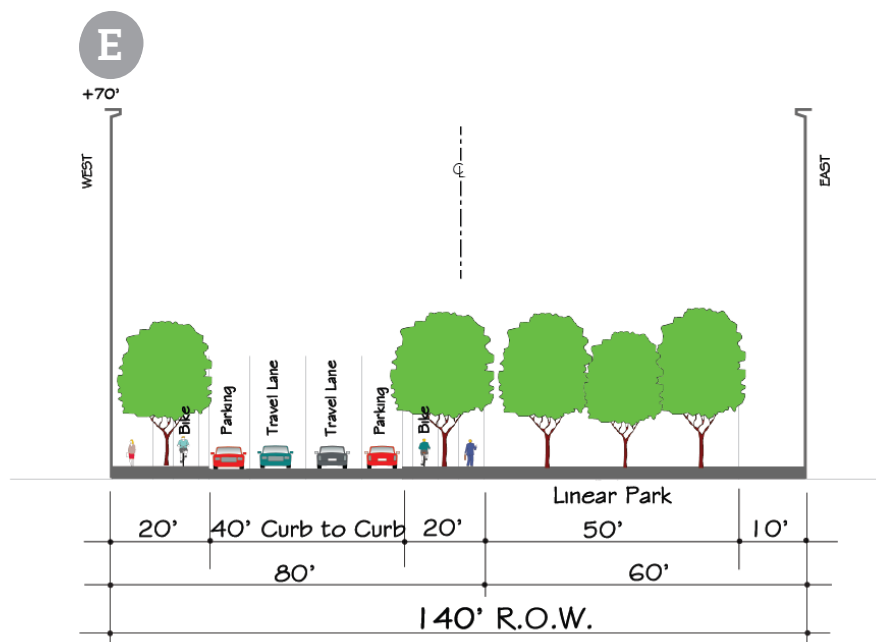 E
+70'
WEST
EAST
℄
Bike
Parking
Travel Lane
Travel Lane
Parking
Bike
Linear Park
20' 40' Curb to Curb 20' 50' 10'
80' 60'
140' R.O.W.